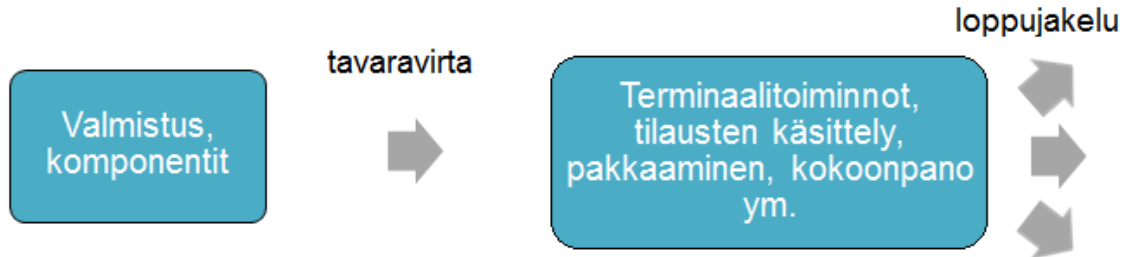 loppujakelu
tavaravirta
Valmistus,
komponentit
Terminaalitoiminnot,
tilausten käsittely,
pakkaaminen, kokoonpano
ym.